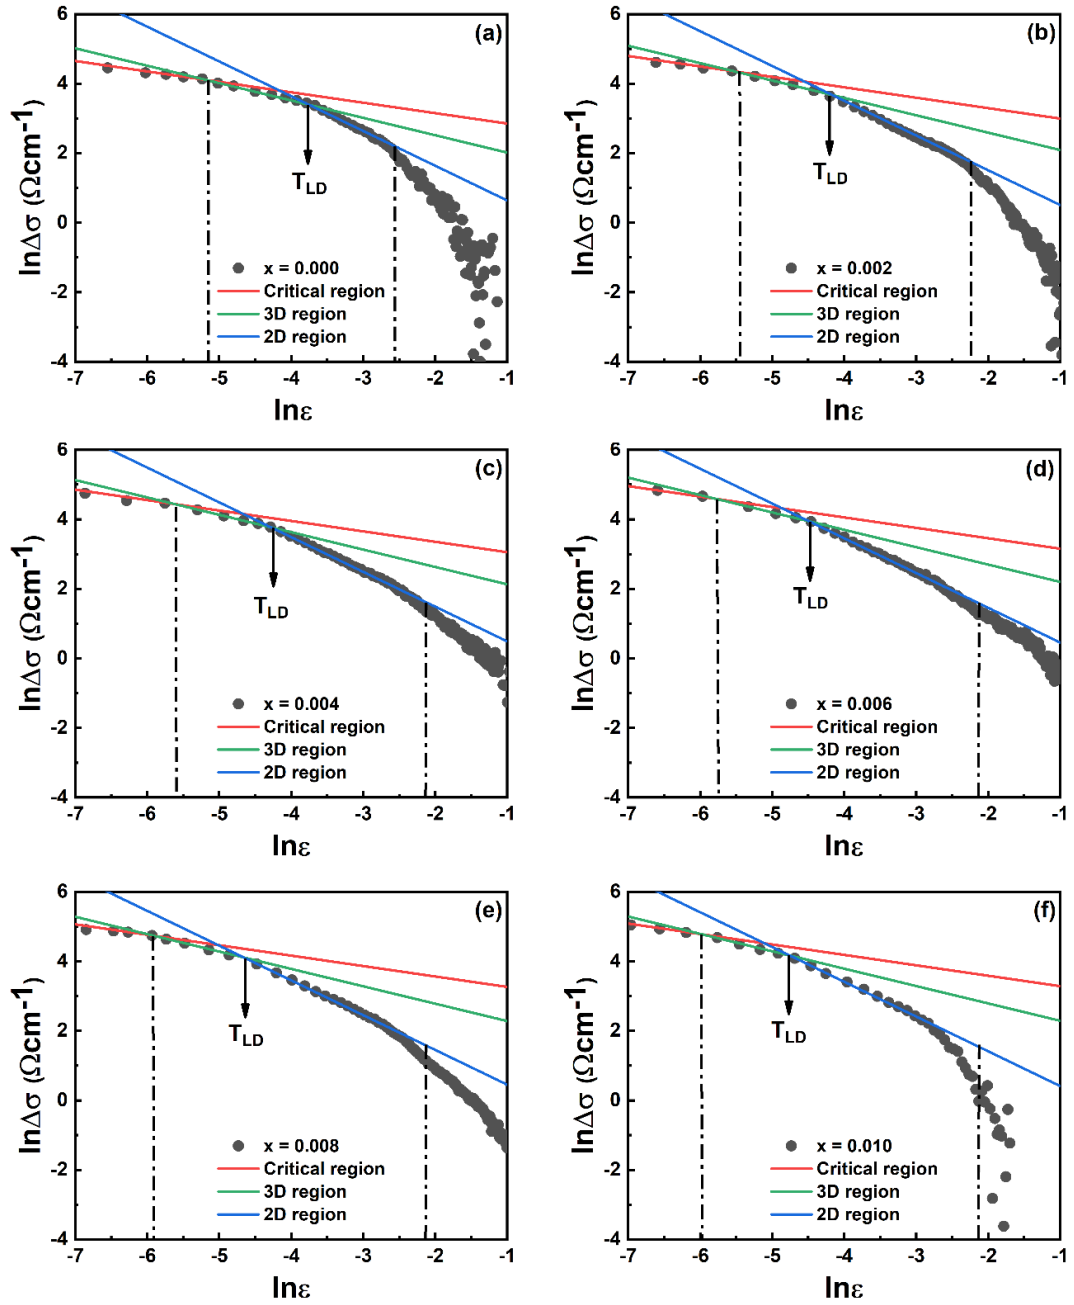 (a)
6
4
2
0
-2
-4
lnΔσ (Ωcm⁻¹)
T_LD
x = 0.000
Critical region
3D region
2D region
-7 -6 -5 -4 -3 -2 -1
lnε
(b)
6
4
2
0
-2
-4
lnΔσ (Ωcm⁻¹)
T_LD
x = 0.002
Critical region
3D region
2D region
-7 -6 -5 -4 -3 -2 -1
lnε
(c)
6
4
2
0
-2
-4
lnΔσ (Ωcm⁻¹)
T_LD
x = 0.004
Critical region
3D region
2D region
-7 -6 -5 -4 -3 -2 -1
lnε
(d)
6
4
2
0
-2
-4
lnΔσ (Ωcm⁻¹)
T_LD
x = 0.006
Critical region
3D region
2D region
-7 -6 -5 -4 -3 -2 -1
lnε
(e)
6
4
2
0
-2
-4
lnΔσ (Ωcm⁻¹)
T_LD
x = 0.008
Critical region
3D region
2D region
-7 -6 -5 -4 -3 -2 -1
lnε
(f)
6
4
2
0
-2
-4
lnΔσ (Ωcm⁻¹)
T_LD
x = 0.010
Critical region
3D region
2D region
-7 -6 -5 -4 -3 -2 -1
lnε